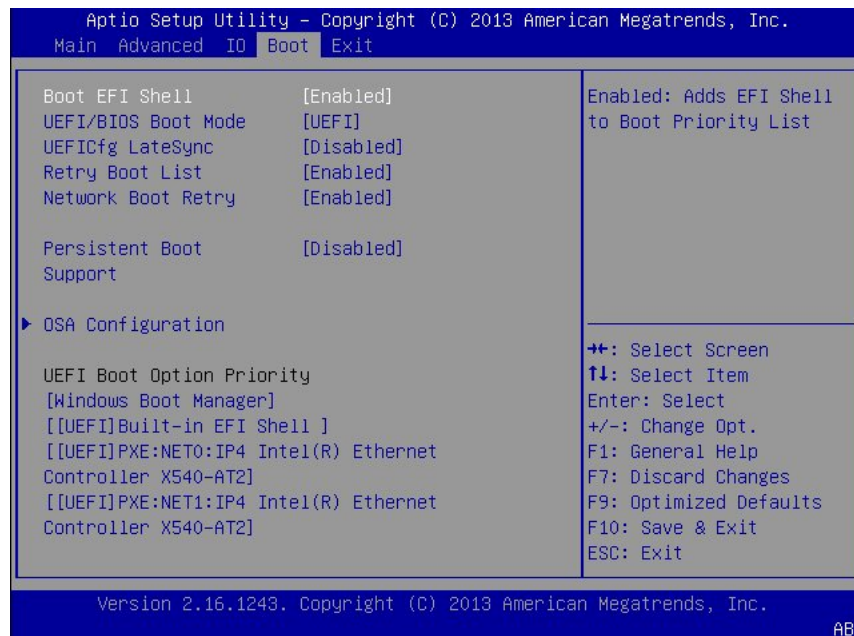 Aptio Setup Utility – Copyright (C) 2013 American Megatrends, Inc.
Main Advanced IO Boot Exit
Boot EFI Shell [Enabled]
UEFI/BIOS Boot Mode [UEFI]
UEFICfg LateSync [Disabled]
Retry Boot List [Enabled]
Network Boot Retry [Enabled]
Persistent Boot [Disabled]
Support
OSA Configuration
UEFI Boot Option Priority
[Windows Boot Manager]
[[UEFI]Built-in EFI Shell ]
[[UEFI]PXE:NET0:IP4 Intel(R) Ethernet
Controller X540-AT2]
[[UEFI]PXE:NET1:IP4 Intel(R) Ethernet
Controller X540-AT2]
Enabled: Adds EFI Shell
to Boot Priority List
→←: Select Screen
↑↓: Select Item
Enter: Select
+/-: Change Opt.
F1: General Help
F7: Discard Changes
F9: Optimized Defaults
F10: Save & Exit
ESC: Exit
Version 2.16.1243. Copyright (C) 2013 American Megatrends, Inc.
AB